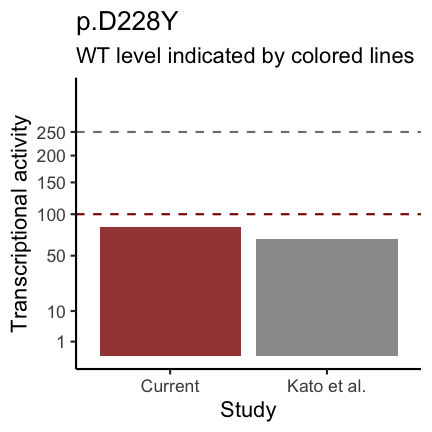 p.D228Y
WT level indicated by colored lines
Transcriptional activity
250
200
150
100
50
10
1
Current Kato et al.
Study